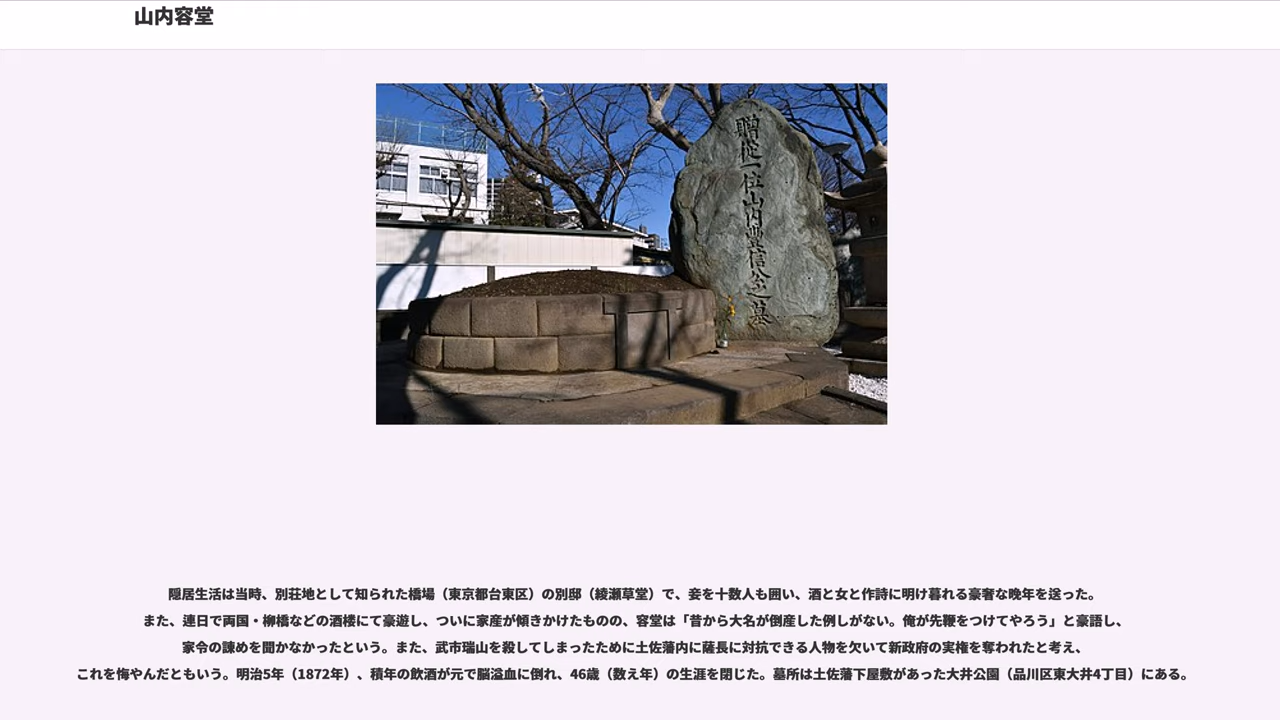 山内容堂
贈從一位山内豐信公之墓
隠居生活は当時、別荘地として知られた橋場（東京都台東区）の別邸（綾瀬草堂）で、妾を十数人も囲い、酒と女と作詩に明け暮れる豪奢な晩年を送った。
また、連日で両国・柳橋などの酒楼にて豪遊し、ついに家産が傾きかけたものの、容堂は「昔から大名が倒産した例しがない。俺が先鞭をつけてやろう」と豪語し、
家令の諫めを聞かなかったという。また、武市瑞山を殺してしまったために土佐藩内に薩長に対抗できる人物を欠いて新政府の実権を奪われたと考え、
これを悔やんだともいう。明治5年（1872年）、積年の飲酒が元で脳溢血に倒れ、46歳（数え年）の生涯を閉じた。墓所は土佐藩下屋敷があった大井公園（品川区東大井4丁目）にある。